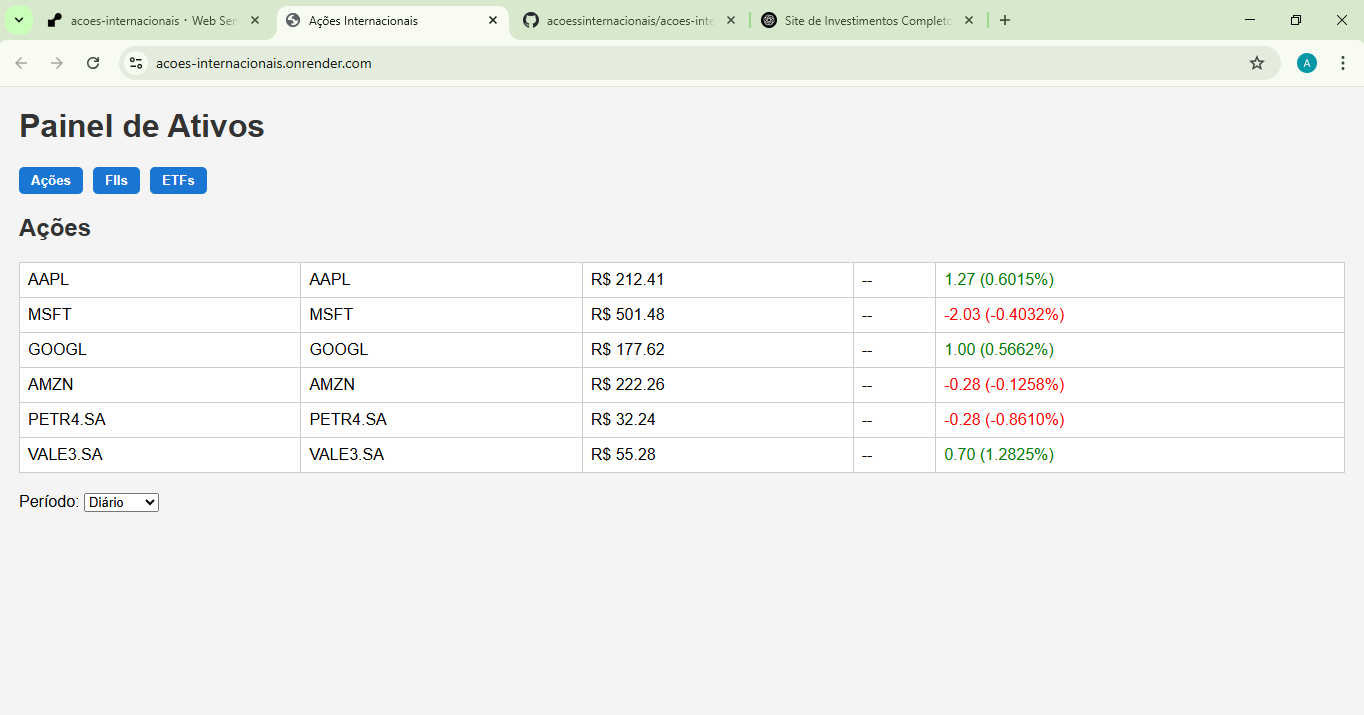 acoes-internacionais · Web Ser
Ações Internacionais
acoessinternacionais/acoes-inte
Site de Investimentos Completo
acoes-internacionais.onrender.com
A
Painel de Ativos
Ações FIIs ETFs
Ações
AAPL AAPL R$ 212.41 -- 1.27 (0.6015%)
MSFT MSFT R$ 501.48 -- -2.03 (-0.4032%)
GOOGL GOOGL R$ 177.62 -- 1.00 (0.5662%)
AMZN AMZN R$ 222.26 -- -0.28 (-0.1258%)
PETR4.SA PETR4.SA R$ 32.24 -- -0.28 (-0.8610%)
VALE3.SA VALE3.SA R$ 55.28 -- 0.70 (1.2825%)
Período: Diário